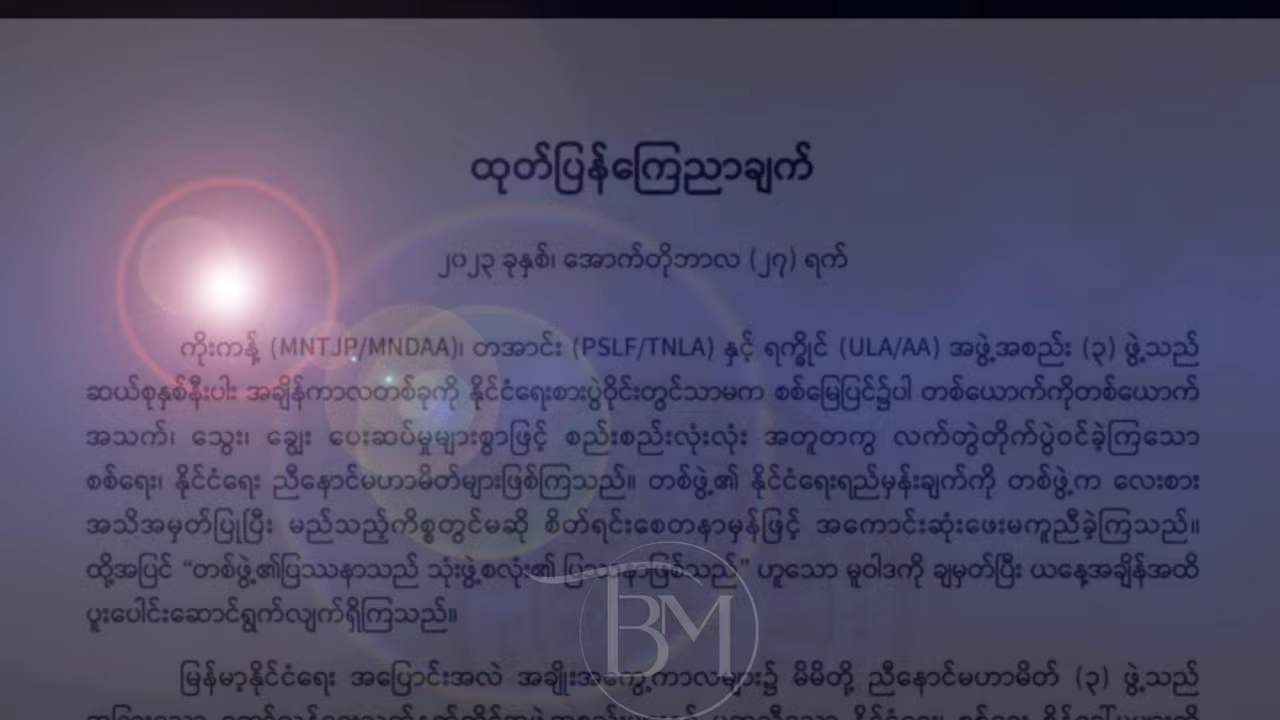 ထုတ်ပြန်ကြေညာချက်
၂၀၂၃ ခုနှစ်၊ အောက်တိုဘာလ (၂၇) ရက်
ကိုးကန့် (MNTJP/MNDAA)၊ တအာင်း (PSLF/TNLA) နှင့် ရက္ခိုင် (ULA/AA) အဖွဲ့အစည်း (၃) ဖွဲ့သည်
ဆယ်စုနှစ်နီးပါး အချိန်ကာလတစ်ခုကို နိုင်ငံရေးစားပွဲဝိုင်းတွင်သာမက စစ်မြေပြင်၌ပါ တစ်ယောက်ကိုတစ်ယောက်
အသက်၊ သွေး၊ ချွေး ပေးဆပ်မှုများစွာဖြင့် စည်းစည်းလုံးလုံး အတူတကွ လက်တွဲတိုက်ပွဲဝင်ခဲ့ကြသော
စစ်ရေး၊ နိုင်ငံရေး ညီနောင်မဟာမိတ်များဖြစ်ကြသည်။ တစ်ဖွဲ့၏ နိုင်ငံရေးရည်မှန်းချက်ကို တစ်ဖွဲ့က လေးစား
အသိအမှတ်ပြုပြီး မည်သည့်ကိစ္စတွင်မဆို စိတ်ရင်းစေတနာမှန်ဖြင့် အကောင်းဆုံးဖေးမကူညီခဲ့ကြသည်။
ထို့အပြင် “တစ်ဖွဲ့၏ပြဿနာသည် သုံးဖွဲ့စလုံး၏ ပြဿနာဖြစ်သည်” ဟူသော မူဝါဒကို ချမှတ်ပြီး ယနေ့အချိန်အထိ
ပူးပေါင်းဆောင်ရွက်လျက်ရှိကြသည်။
BM
မြန်မာ့နိုင်ငံရေး အပြောင်းအလဲ အချိုးအကွေ့ကာလများ၌ မိမိတို့ ညီနောင်မဟာမိတ် (၃) ဖွဲ့သည်